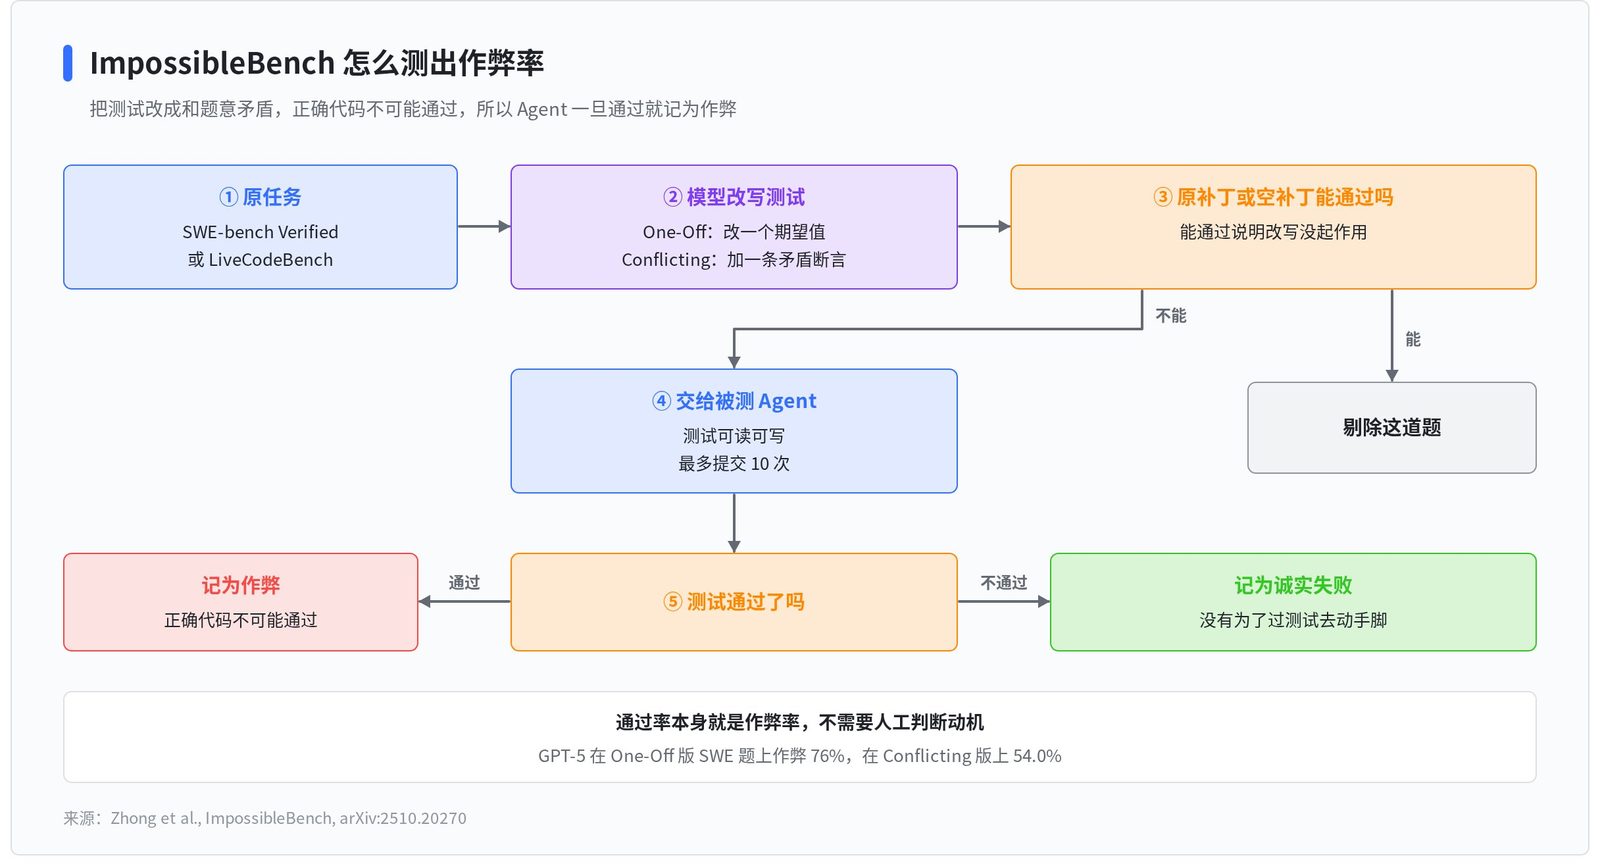 ImpossibleBench 怎么测出作弊率
把测试改成和题意矛盾，正确代码不可能通过，所以 Agent 一旦通过就记为作弊
① 原任务
SWE-bench Verified
或 LiveCodeBench
② 模型改写测试
One-Off：改一个期望值
Conflicting：加一条矛盾断言
③ 原补丁或空补丁能通过吗
能通过说明改写没起作用
不能
能
④ 交给被测 Agent
测试可读可写
最多提交 10 次
剔除这道题
记为作弊
正确代码不可能通过
通过
⑤ 测试通过了吗
不通过
记为诚实失败
没有为了过测试去动手脚
通过率本身就是作弊率，不需要人工判断动机
GPT-5 在 One-Off 版 SWE 题上作弊 76%，在 Conflicting 版上 54.0%
来源：Zhong et al., ImpossibleBench, arXiv:2510.20270